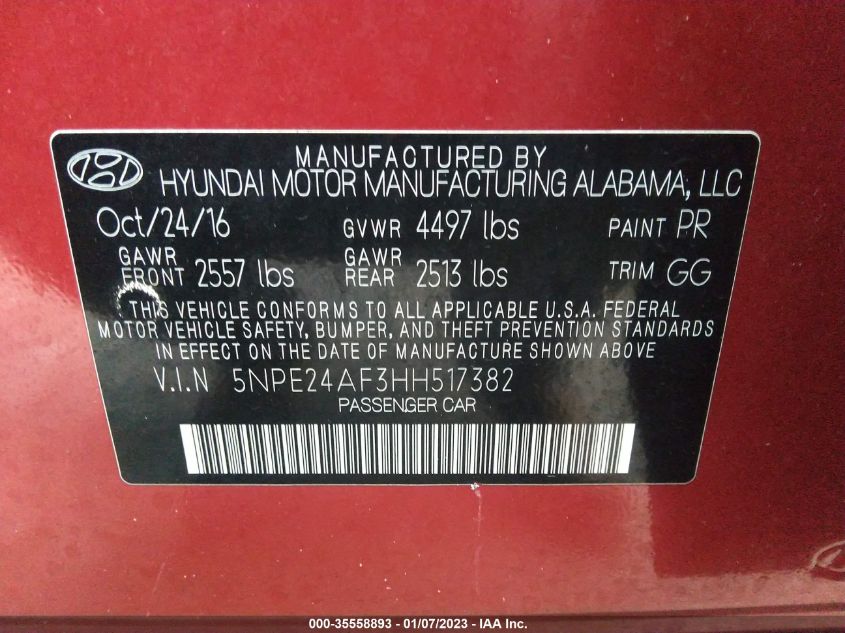 MANUFACTURED BY
HYUNDAI MOTOR MANUFACTURING ALABAMA, LLC
Oct/24/16 GVWR 4497 lbs PAINT PR
GAWR FRONT 2557 lbs GAWR REAR 2513 lbs TRIM GG
THIS VEHICLE CONFORMS TO ALL APPLICABLE U.S.A. FEDERAL
MOTOR VEHICLE SAFETY, BUMPER, AND THEFT PREVENTION STANDARDS
IN EFFECT ON THE DATE OF MANUFACTURE SHOWN ABOVE
V.I.N 5NPE24AF3HH517382
PASSENGER CAR
000-35558893 - 01/07/2023 - IAA Inc.